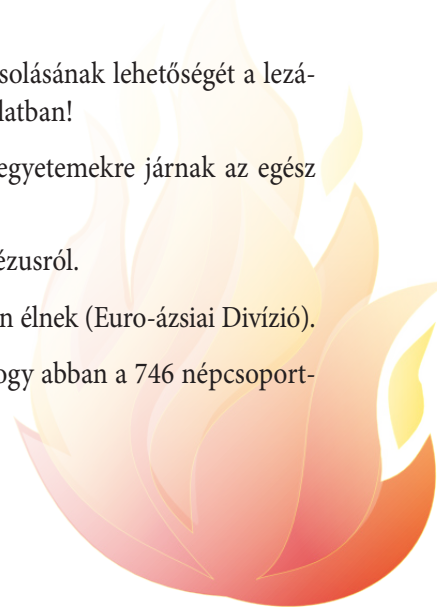 solásának lehetőségét a lezá-
latban!
egyetemekre járnak az egész
ézusról.
n élnek (Euro-ázsiai Divízió).
ogy abban a 746 népcsoport-